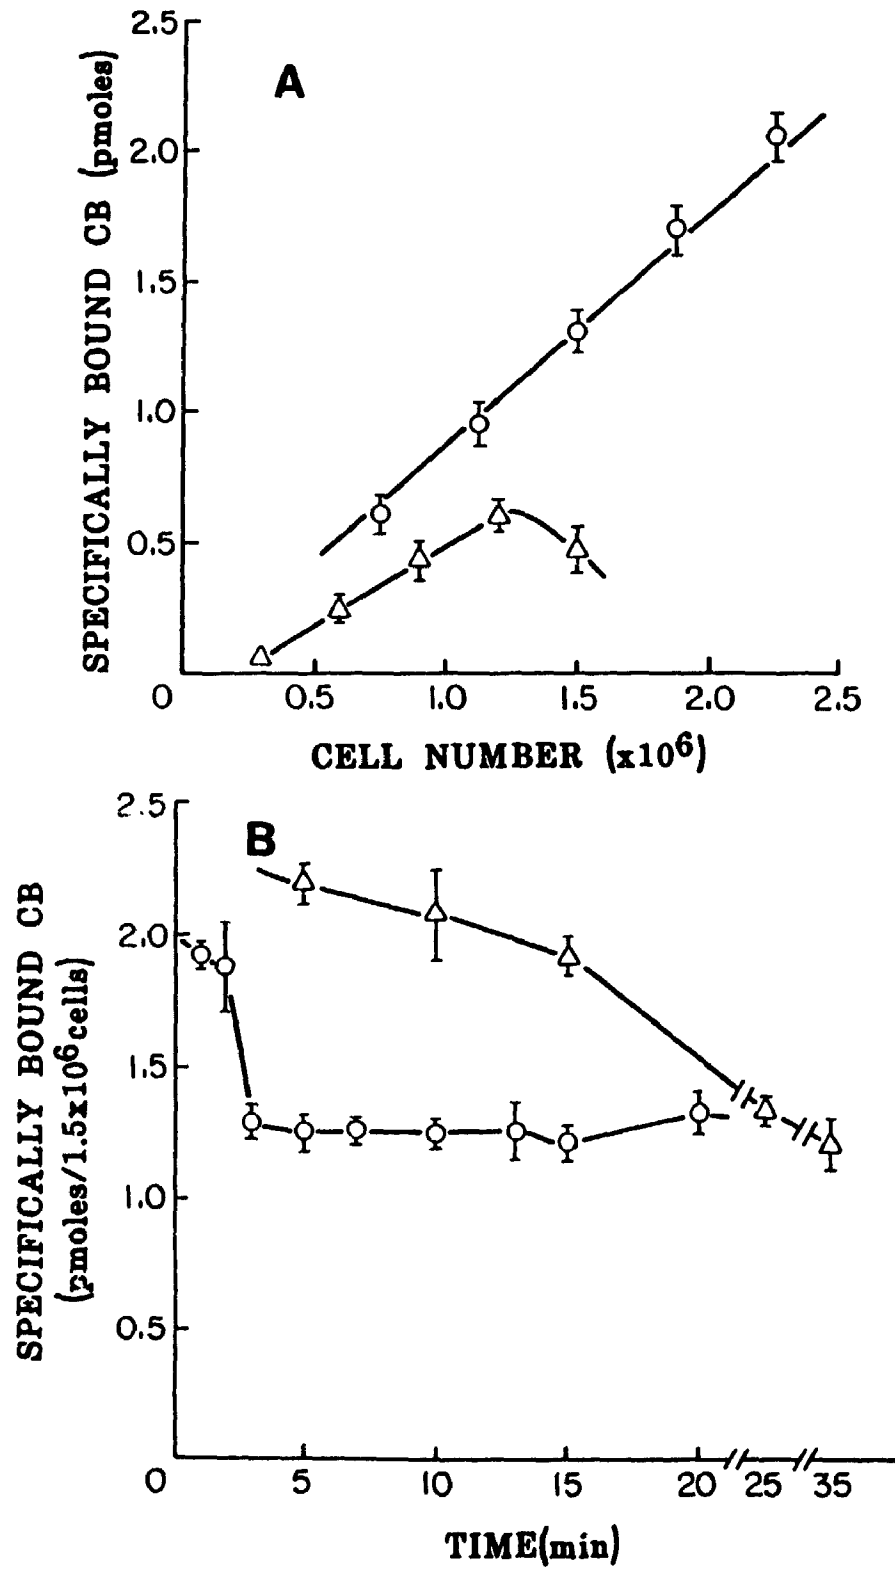 A
SPECIFICALLY BOUND CB (pmoles)
2.5
2.0
1.5
1.0
0.5
0 0.5 1.0 1.5 2.0 2.5
CELL NUMBER (x10⁶)
B
SPECIFICALLY BOUND CB
(pmoles/1.5x10⁶cells)
2.5
2.0
1.5
1.0
0.5
0 5 10 15 20 25 35
TIME(min)